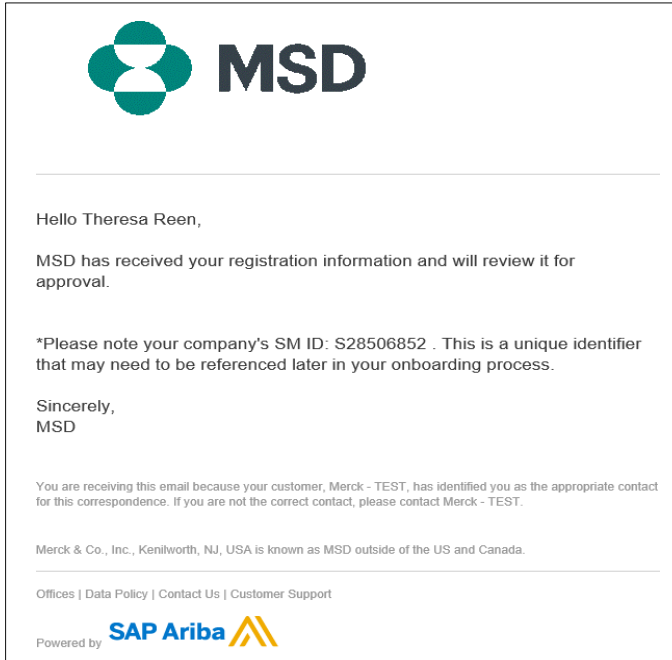 MSD
Hello Theresa Reen,
MSD has received your registration information and will review it for
approval.
*Please note your company's SM ID: S28506852 . This is a unique identifier
that may need to be referenced later in your onboarding process.
Sincerely,
MSD
You are receiving this email because your customer, Merck - TEST, has identified you as the appropriate contact
for this correspondence. If you are not the correct contact, please contact Merck - TEST.
Merck & Co., Inc., Kenilworth, NJ, USA is known as MSD outside of the US and Canada.
Offices | Data Policy | Contact Us | Customer Support
Powered by SAP Ariba